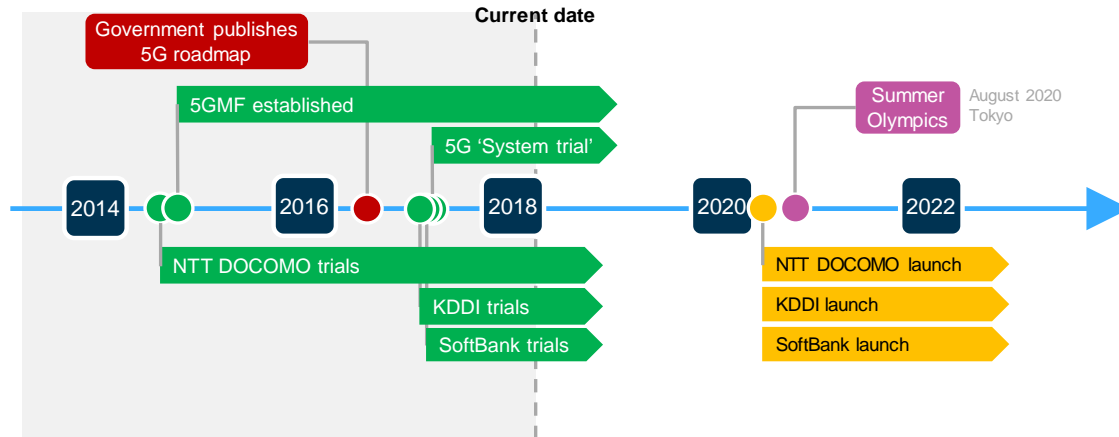 Current date
Government publishes
5G roadmap
5GMF established
Summer
Olympics
August 2020
Tokyo
5G ‘System trial’
2014
2016
2018
2020
2022
NTT DOCOMO trials
NTT DOCOMO launch
KDDI trials
KDDI launch
SoftBank trials
SoftBank launch